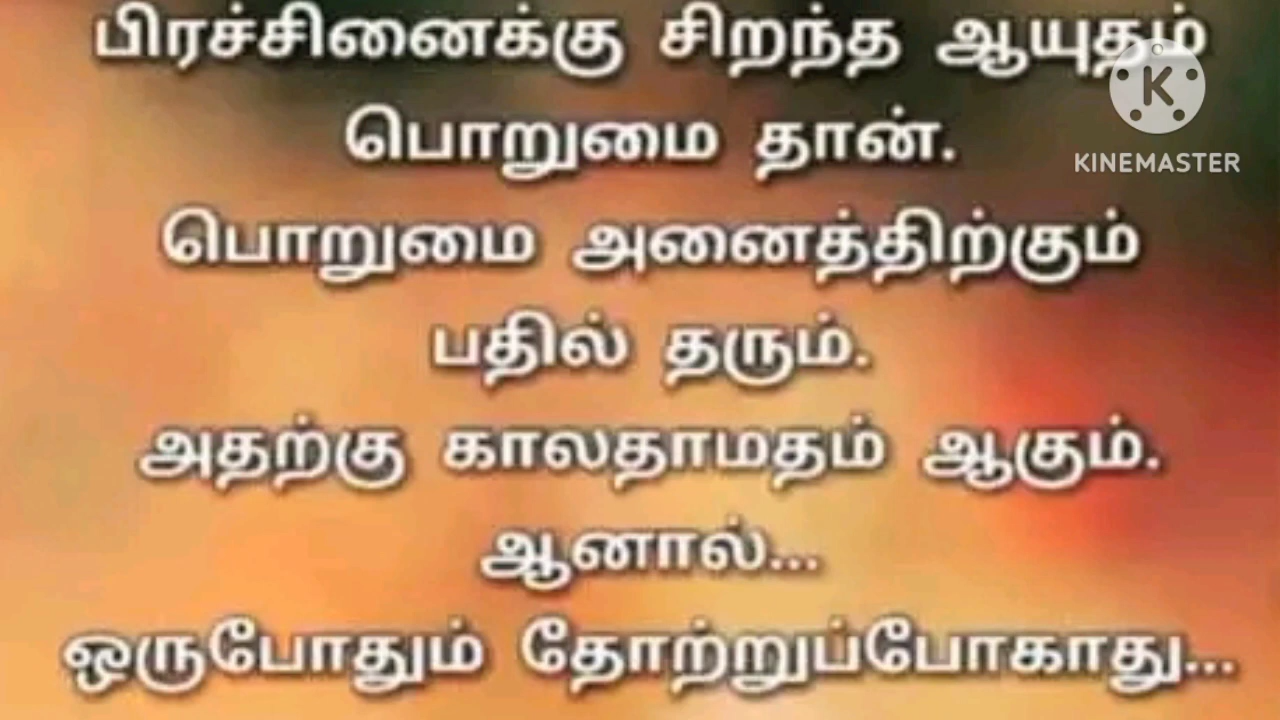 பிரச்சினைக்கு சிறந்த ஆயுதம்
பொறுமை தான்.
பொறுமை அனைத்திற்கும்
பதில் தரும்.
அதற்கு காலதாமதம் ஆகும்.
ஆனால்...
ஒருபோதும் தோற்றுப்போகாது...
K
KINEMASTER